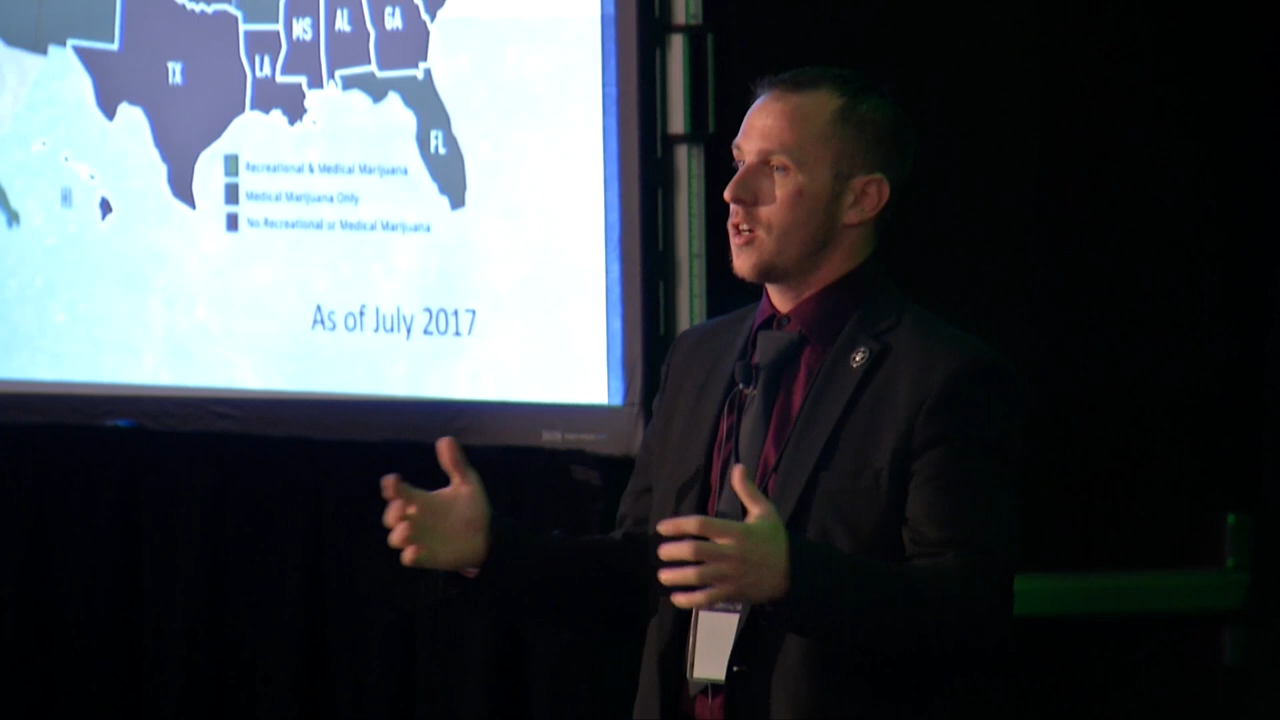 MS
AL
GA
TX
LA
FL
Recreational & Medical Marijuana
Medical Marijuana Only
HI
No Recreational or Medical Marijuana
As of July 2017